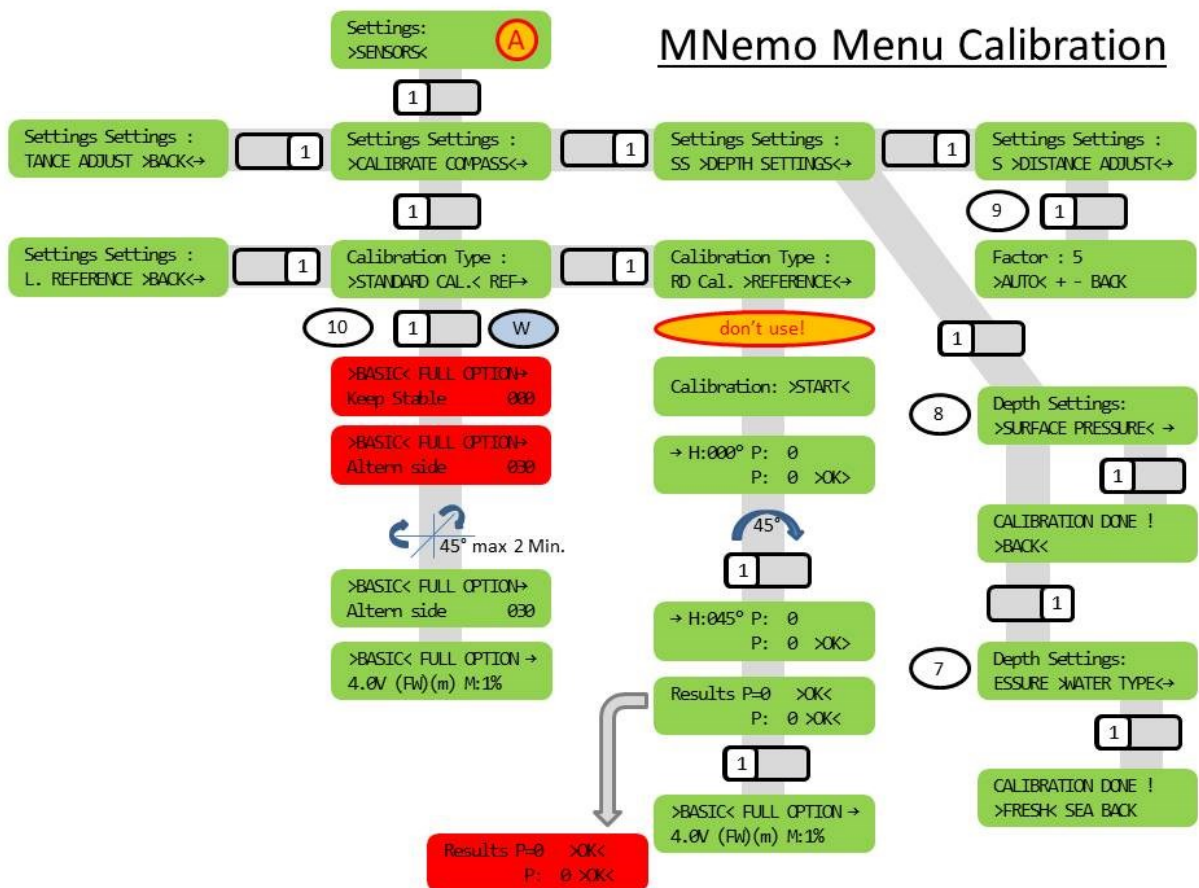 MNemo Menu Calibration
Settings:
>SENSORS<
A
1
Settings Settings :
TANCE ADJUST >BACK<→
1
Settings Settings :
>CALIBRATE COMPASS<→
1
Settings Settings :
SS >DEPTH SETTINGS<→
1
Settings Settings :
S >DISTANCE ADJUST<→
1
9
1
Settings Settings :
L. REFERENCE >BACK<→
1
Calibration Type :
>STANDARD CAL.< REF→
1
Calibration Type :
RD Cal. >REFERENCE<→
Factor : 5
>AUTO< + - BACK
10
1
W
don't use!
1
>BASIC< FULL OPTION→
Keep Stable 000
Calibration: >START<
8
Depth Settings:
>SURFACE PRESSURE< →
>BASIC< FULL OPTION→
Altern side 030
→ H:000° P: 0
P: 0 >OK>
1
45° max 2 Min.
45°
1
CALIBRATION DONE !
>BACK<
>BASIC< FULL OPTION→
Altern side 030
→ H:045° P: 0
P: 0 >OK>
1
>BASIC< FULL OPTION →
4.0V (FW)(m) M:1%
Results P=0 >OK<
P: 0 >OK<
7
Depth Settings:
ESSURE >WATER TYPE<→
1
1
>BASIC< FULL OPTION →
4.0V (FW)(m) M:1%
CALIBRATION DONE !
>FRESH< SEA BACK
Results P=0 >OK<
P: 0 >OK<